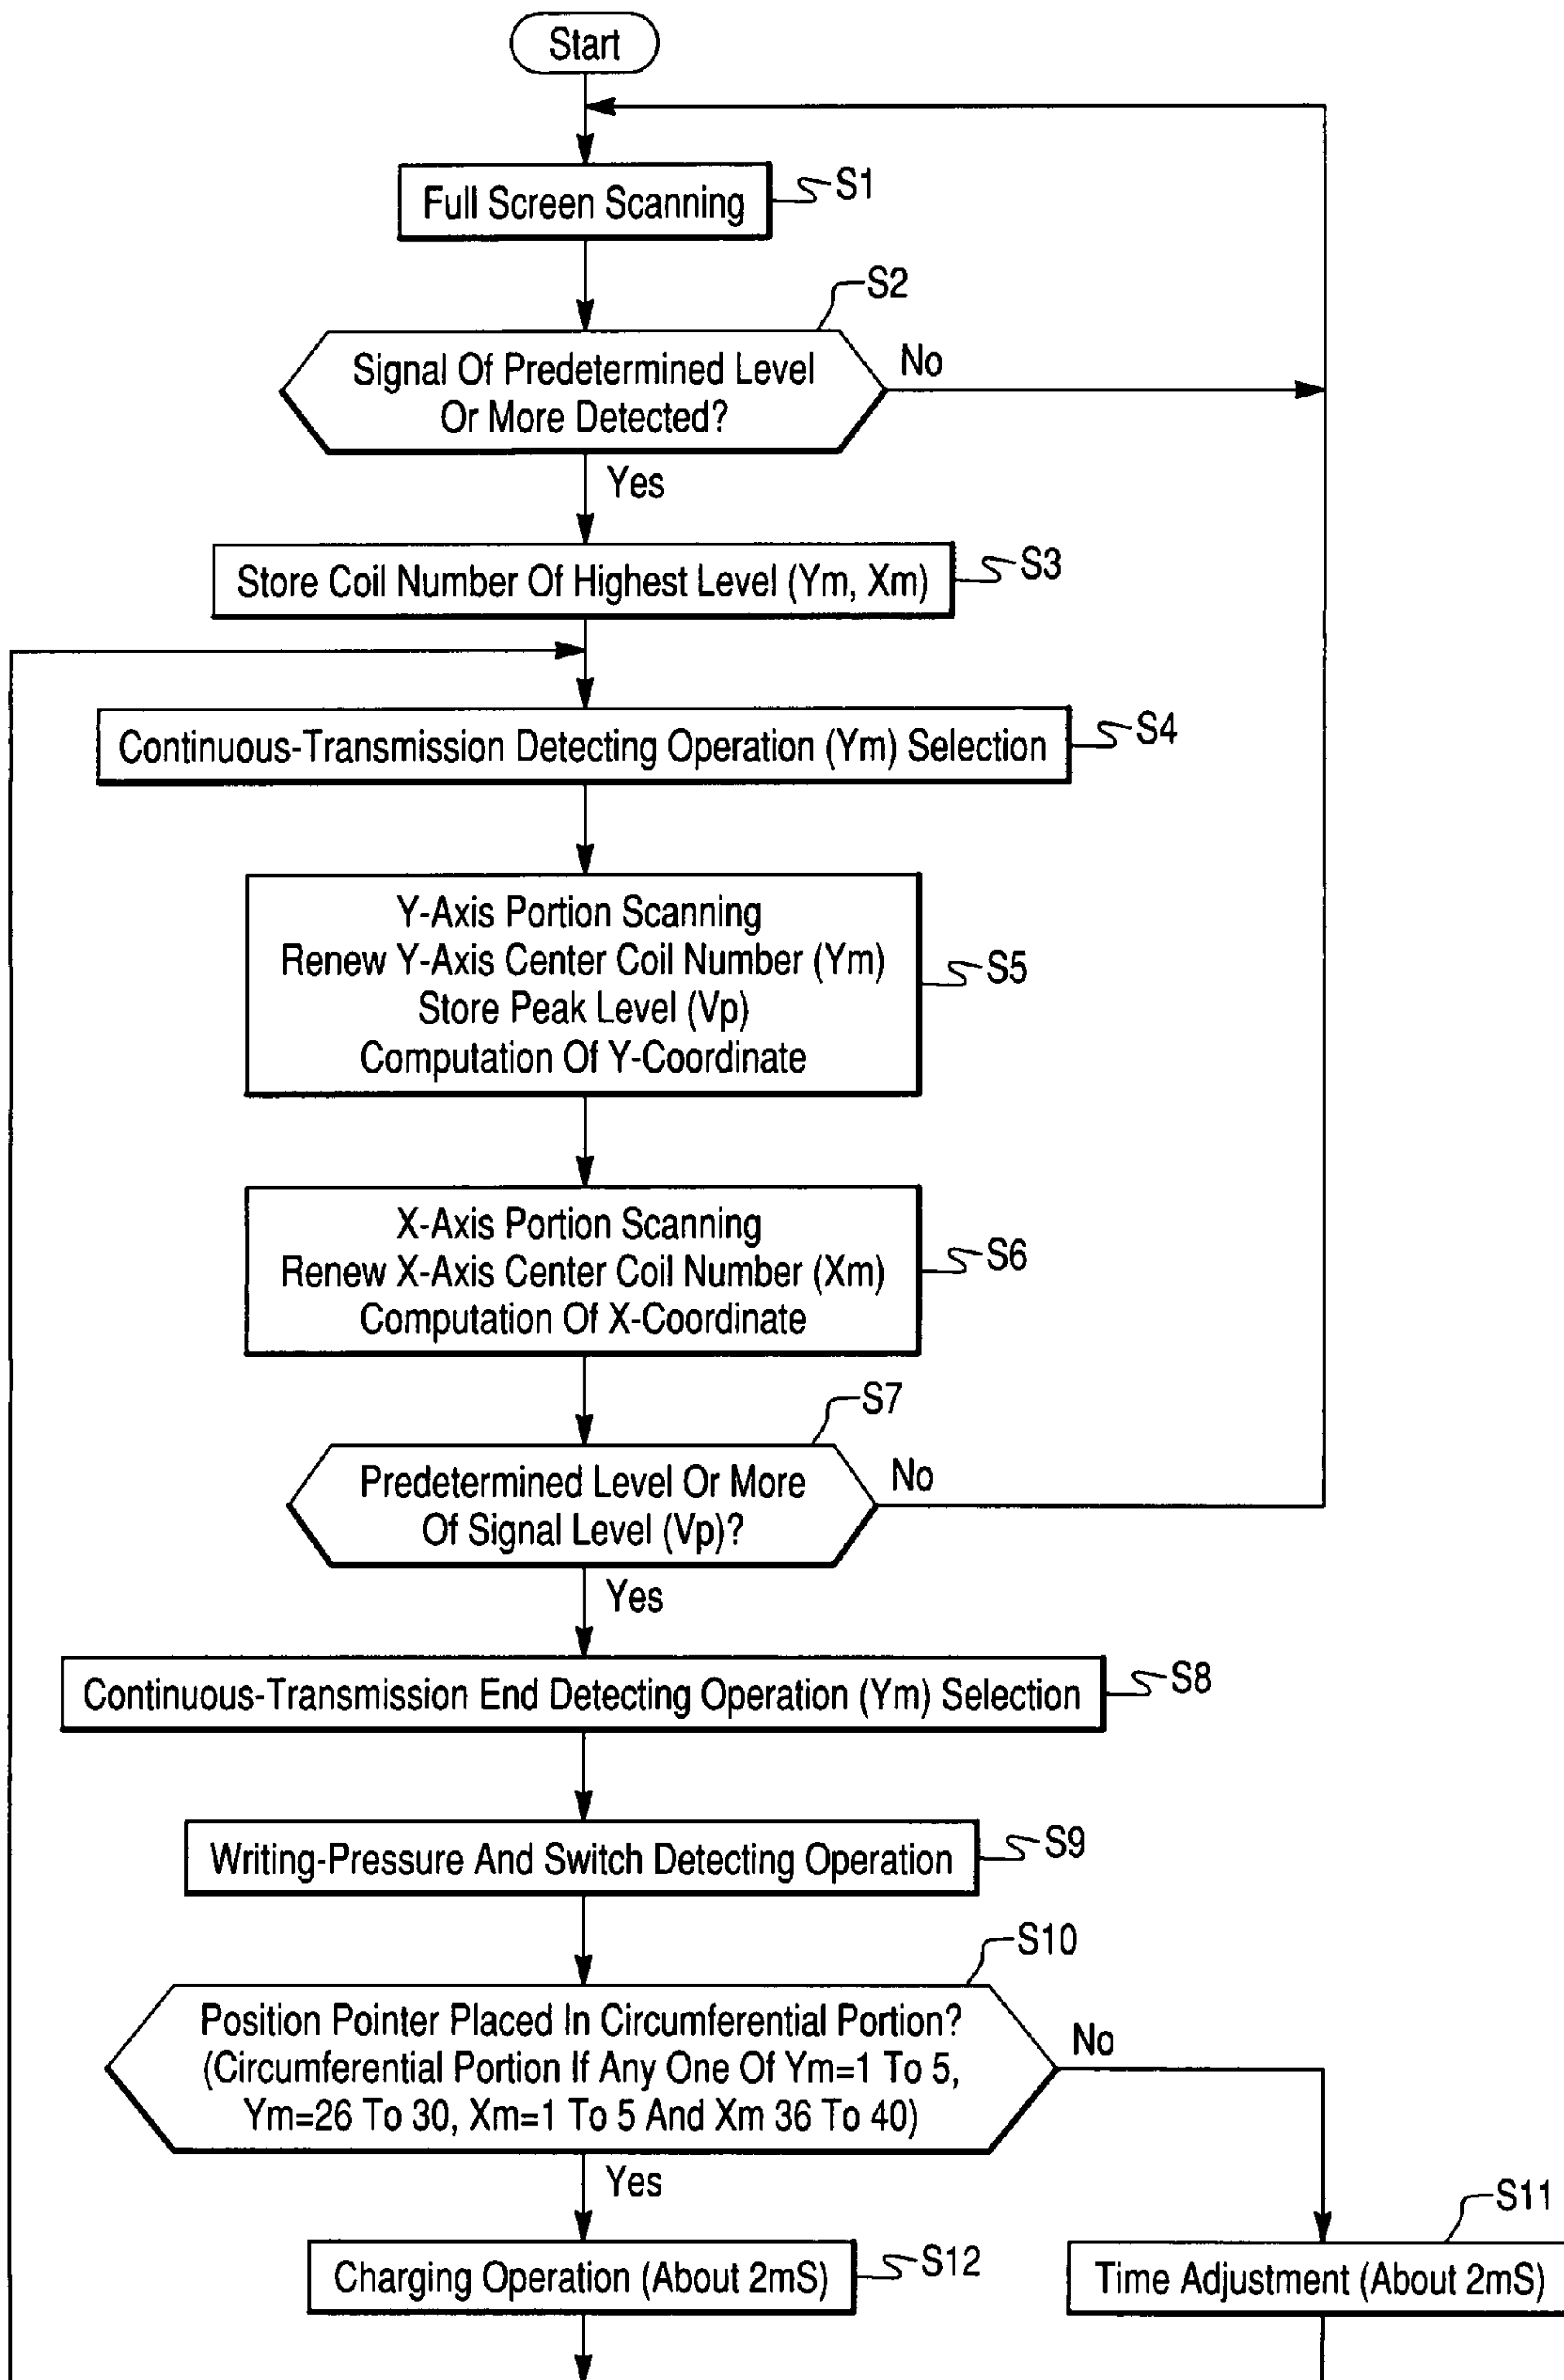 Start
Full Screen Scanning
S1
S2
Signal Of Predetermined Level
Or More Detected?
No
Yes
Store Coil Number Of Highest Level (Ym, Xm)
S3
Continuous-Transmission Detecting Operation (Ym) Selection
S4
Y-Axis Portion Scanning
Renew Y-Axis Center Coil Number (Ym)
Store Peak Level (Vp)
Computation Of Y-Coordinate
S5
X-Axis Portion Scanning
Renew X-Axis Center Coil Number (Xm)
Computation Of X-Coordinate
S6
S7
Predetermined Level Or More
Of Signal Level (Vp)?
No
Yes
Continuous-Transmission End Detecting Operation (Ym) Selection
S8
Writing-Pressure And Switch Detecting Operation
S9
S10
Position Pointer Placed In Circumferential Portion?
(Circumferential Portion If Any One Of Ym=1 To 5,
Ym=26 To 30, Xm=1 To 5 And Xm 36 To 40)
No
Yes
S11
Charging Operation (About 2mS)
S12
Time Adjustment (About 2mS)